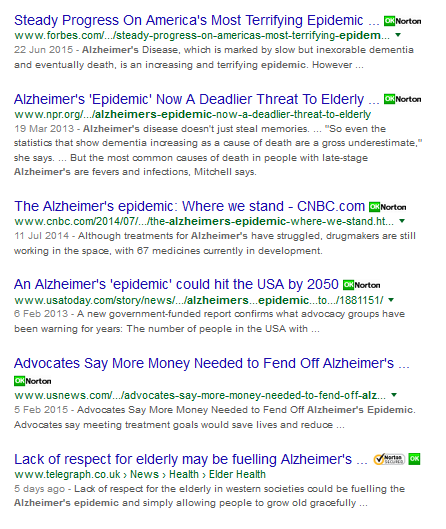 Steady Progress On America's Most Terrifying Epidemic ... OK Norton
www.forbes.com/.../steady-progress-on-americas-most-terrifying-epidem...
22 Jun 2015 - Alzheimer's Disease, which is marked by slow but inexorable dementia
and eventually death, is an increasing and terrifying epidemic. However ...
Alzheimer's 'Epidemic' Now A Deadlier Threat To Elderly ... OK Norton
www.npr.org/.../alzheimers-epidemic-now-a-deadlier-threat-to-elderly
19 Mar 2013 - Alzheimer's disease doesn't just steal memories. ... "So even the
statistics that show dementia increasing as a cause of death are a gross underestimate,"
she says. ... But the most common causes of death in people with late-stage
Alzheimer's are fevers and infections, Mitchell says.
The Alzheimer's epidemic: Where we stand - CNBC.com OK Norton
www.cnbc.com/2014/07/.../the-alzheimers-epidemic-where-we-stand.ht...
11 Jul 2014 - Although treatments for Alzheimer's have struggled, drugmakers are still
working in the space, with 67 medicines currently in development.
An Alzheimer's 'epidemic' could hit the USA by 2050 OK Norton
www.usatoday.com/story/news/.../alzheimers...epidemic...to.../1881151/
6 Feb 2013 - A new government-funded report confirms what advocacy groups have
been warning for years: The number of people in the USA with ...
Advocates Say More Money Needed to Fend Off Alzheimer's ...
OK Norton
www.usnews.com/.../advocates-say-more-money-needed-to-fend-off-alz...
5 Feb 2015 - Advocates Say More Money Needed to Fend Off Alzheimer's Epidemic.
Advocates say meeting treatment goals would save lives and reduce ...
Lack of respect for elderly may be fuelling Alzheimer's ... Norton SECURED OK
www.telegraph.co.uk › News › Health › Elder Health
5 days ago - Lack of respect for the elderly in western societies could be fuelling the
Alzheimer's epidemic and simply allowing people to grow old gracefully ...